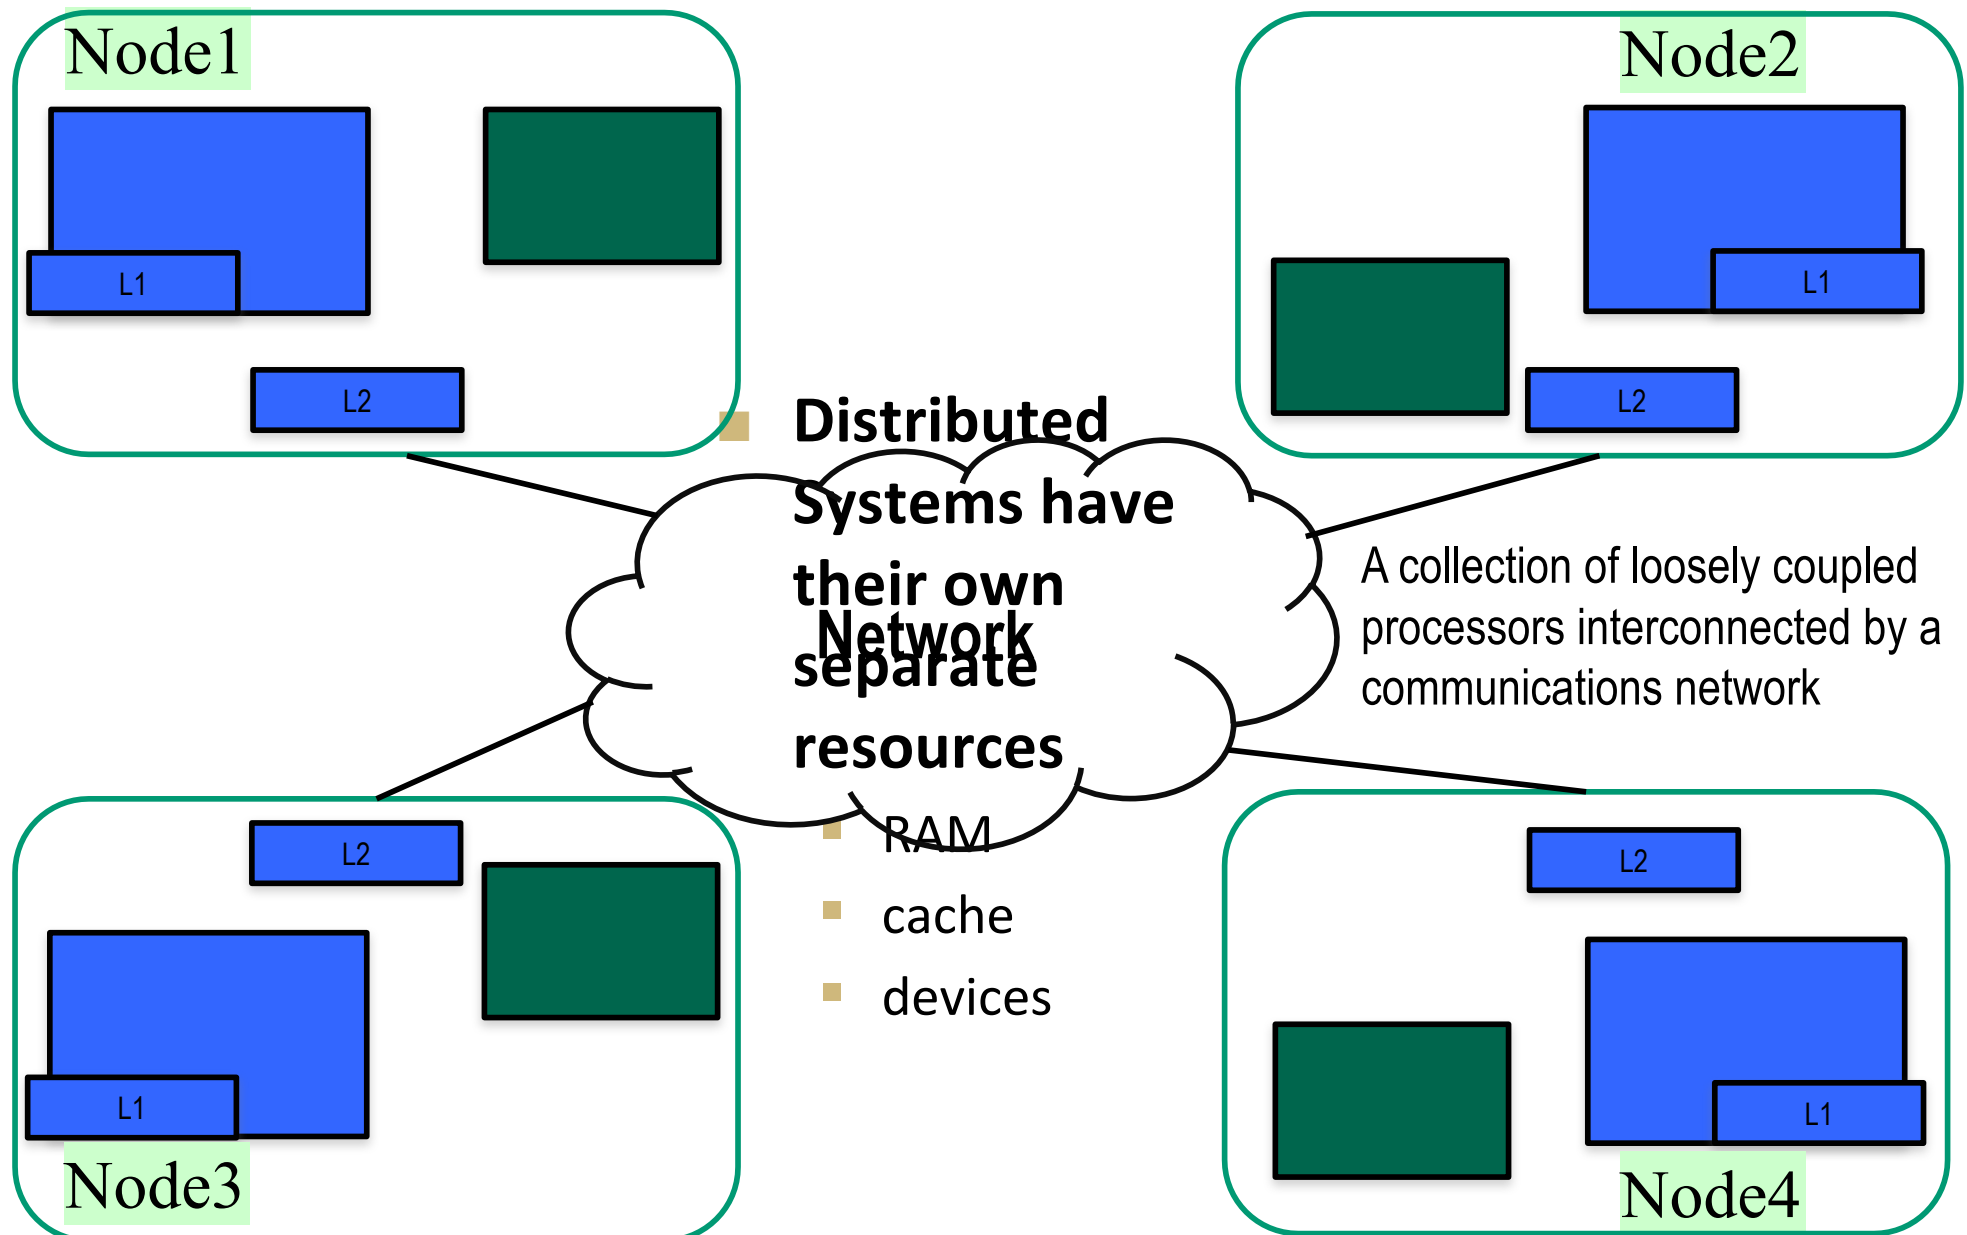 Node1
Node2
L1
L1
L2
L2
Distributed
Systems have
their own
Network
separate
resources
A collection of loosely coupled
processors interconnected by a
communications network
RAM
cache
devices
L2
L2
L1
L1
Node3
Node4